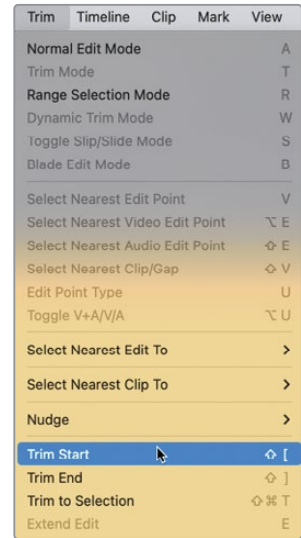 Trim Timeline Clip Mark View
Normal Edit Mode A
Trim Mode T
Range Selection Mode R
Dynamic Trim Mode W
Toggle Slip/Slide Mode S
Blade Edit Mode B
Select Nearest Edit Point V
Select Nearest Video Edit Point ⌥ E
Select Nearest Audio Edit Point ⇧ E
Select Nearest Clip/Gap ⇧ V
Edit Point Type U
Toggle V+A/V/A ⌥ U
Select Nearest Edit To >
Select Nearest Clip To >
Nudge >
Trim Start ⇧ [
Trim End ⇧ ]
Trim to Selection ⇧ ⌘ T
Extend Edit E